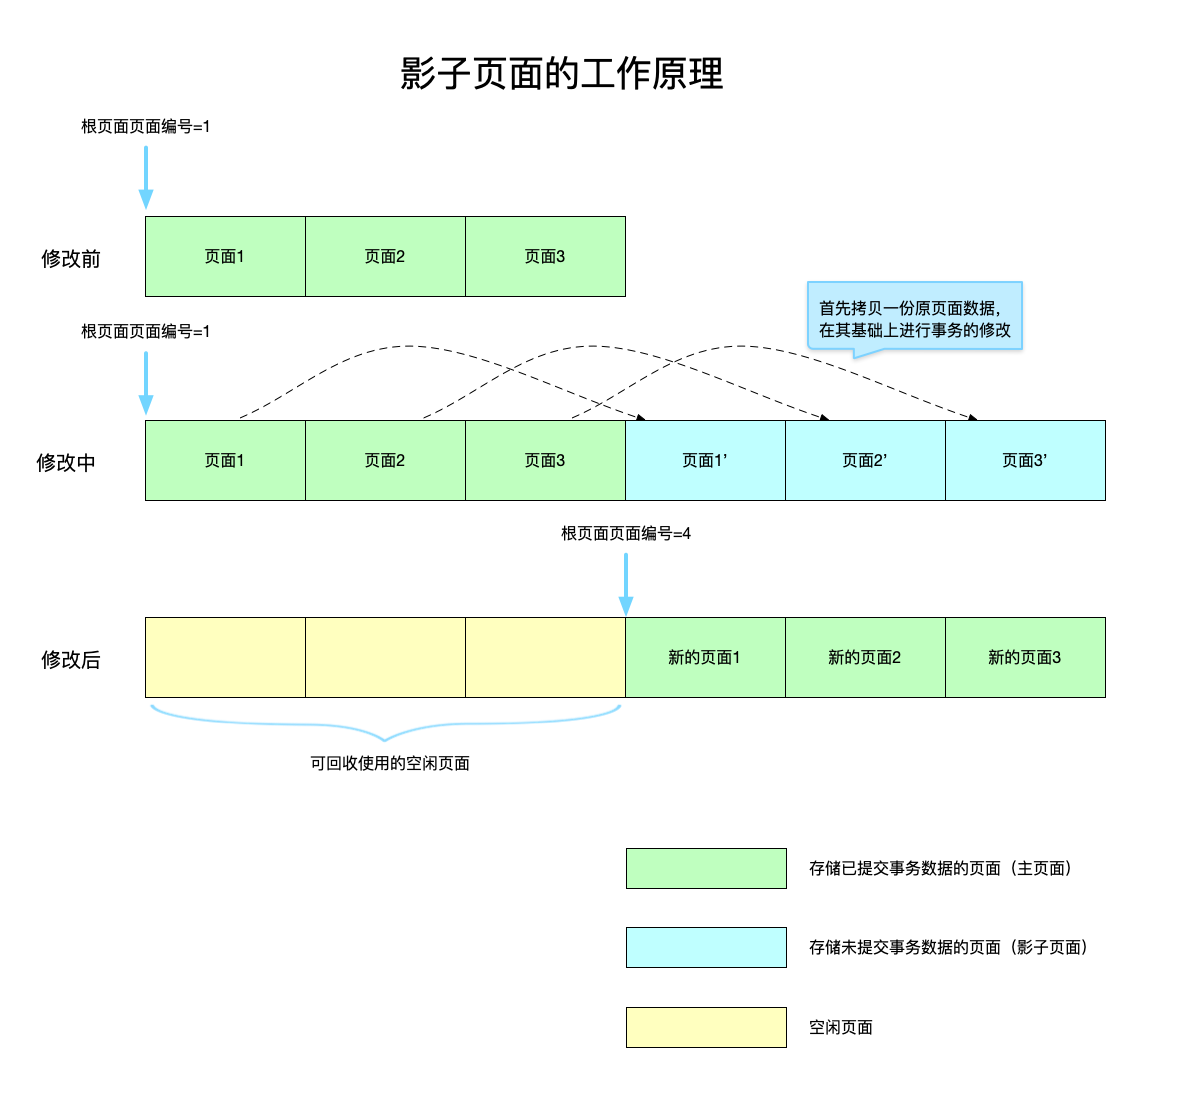 影子页面的工作原理
根页面页面编号=1
修改前
页面1
页面2
页面3
首先拷贝一份原页面数据，
在其基础上进行事务的修改
根页面页面编号=1
修改中
页面1
页面2
页面3
页面1’
页面2’
页面3’
根页面页面编号=4
修改后
新的页面1
新的页面2
新的页面3
可回收使用的空闲页面
存储已提交事务数据的页面（主页面）
存储未提交事务数据的页面（影子页面）
空闲页面